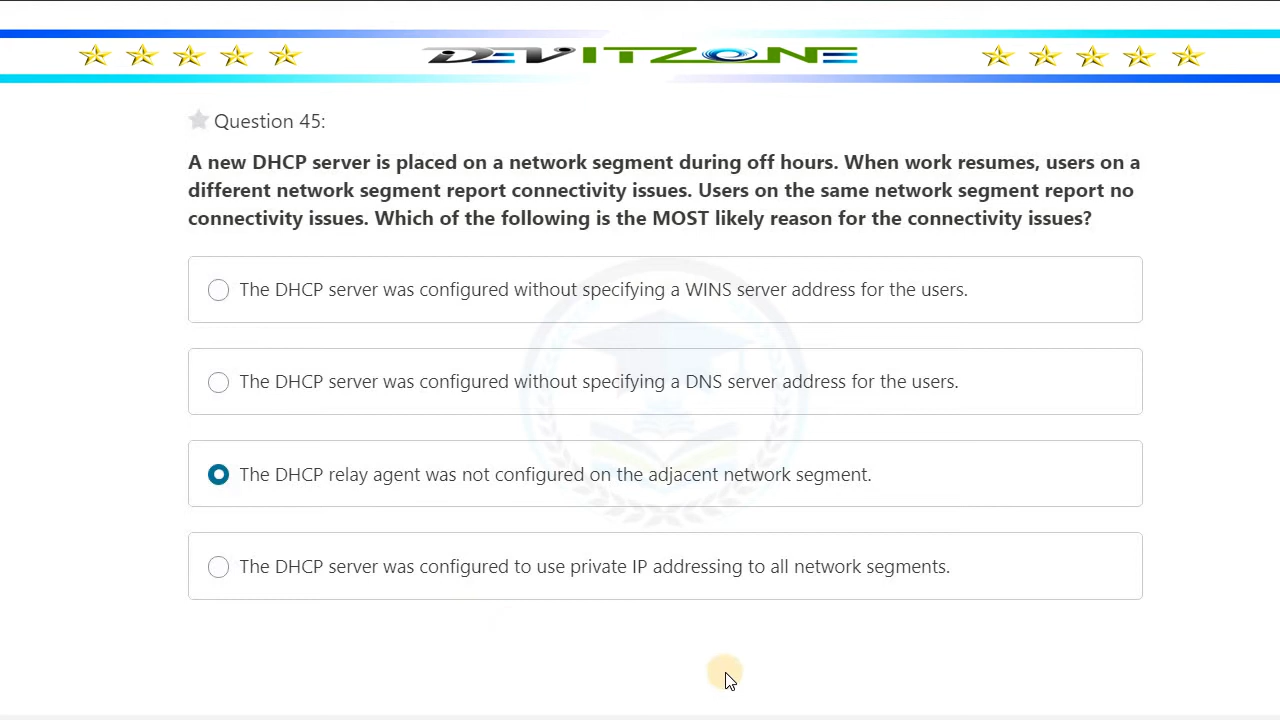 DEVITZONE
Question 45:
A new DHCP server is placed on a network segment during off hours. When work resumes, users on a
different network segment report connectivity issues. Users on the same network segment report no
connectivity issues. Which of the following is the MOST likely reason for the connectivity issues?
The DHCP server was configured without specifying a WINS server address for the users.
The DHCP server was configured without specifying a DNS server address for the users.
The DHCP relay agent was not configured on the adjacent network segment.
The DHCP server was configured to use private IP addressing to all network segments.